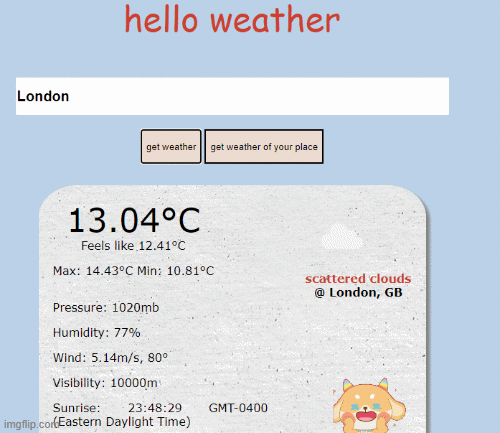 hello weather
London
get weather get weather of your place
13.04°C
Feels like 12.41°C
Max: 14.43°C Min: 10.81°C
scattered clouds
@ London, GB
Pressure: 1020mb
Humidity: 77%
Wind: 5.14m/s, 80°
Visibility: 10000m
Sunrise: 23:48:29 GMT-0400
(Eastern Daylight Time)
imgflip.com